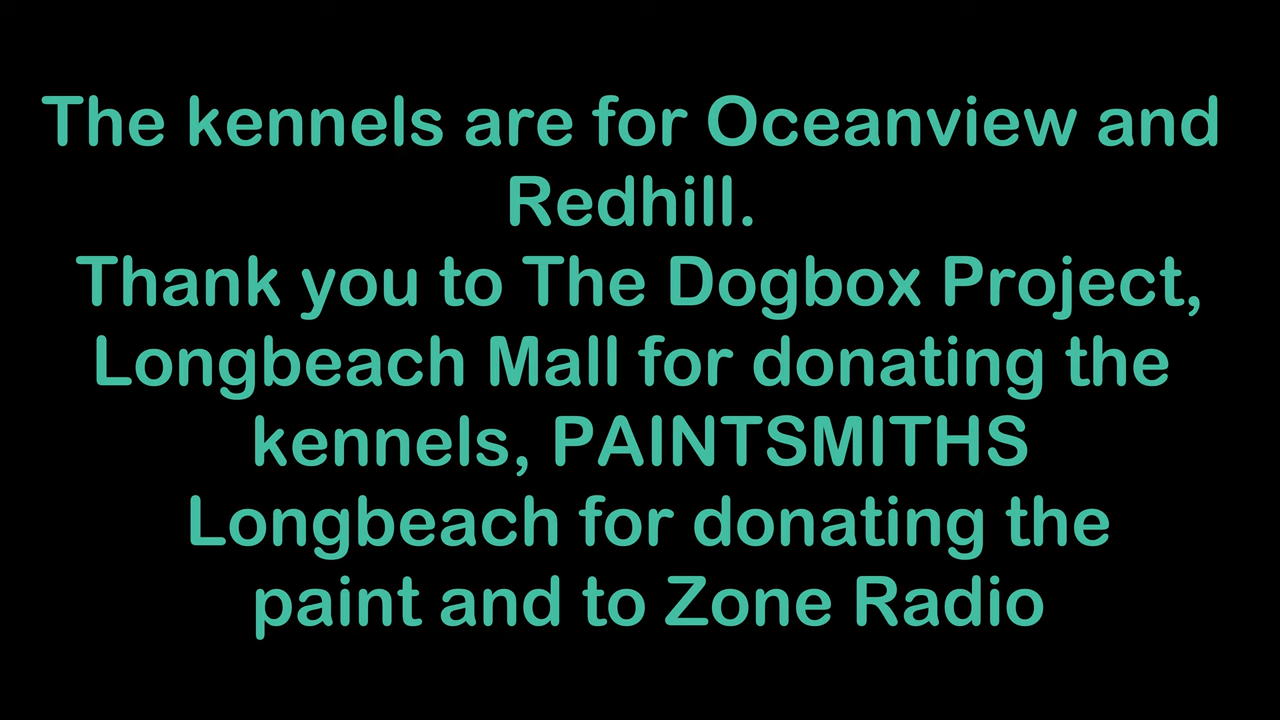 The kennels are for Oceanview and
Redhill.
Thank you to The Dogbox Project,
Longbeach Mall for donating the
kennels, PAINTSMITHS
Longbeach for donating the
paint and to Zone Radio